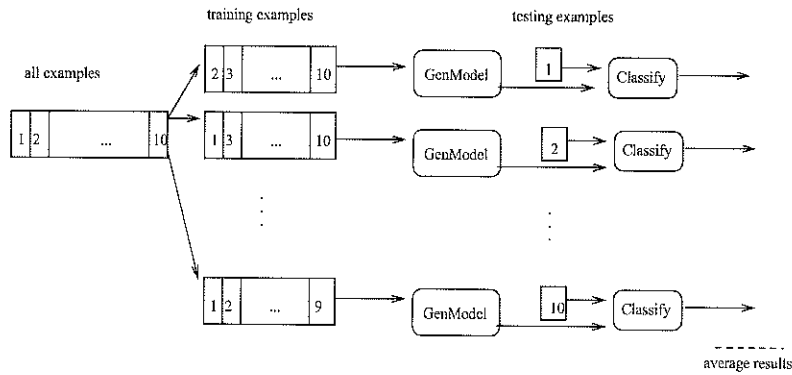 training examples
testing examples
all examples
2 3 ... 10
GenModel
1
Classify
1 2 ... 10
1 3 ... 10
GenModel
2
Classify
1 2 ... 9
GenModel
10
Classify
average results